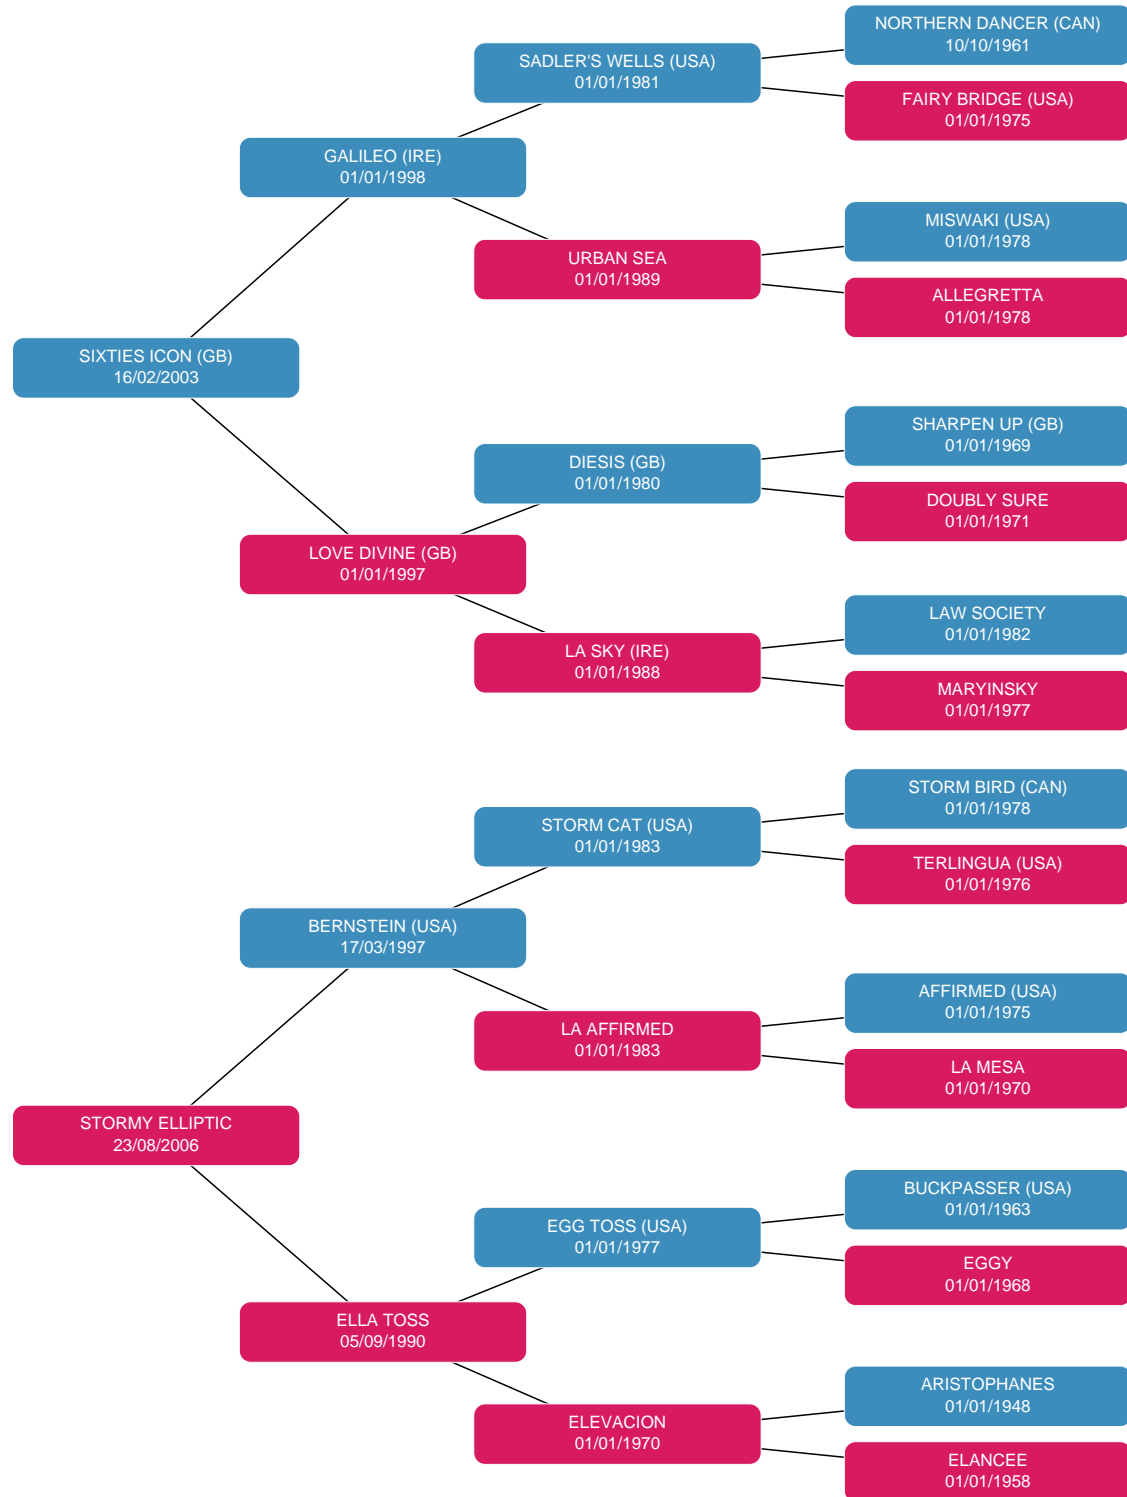 NORTHERN DANCER (CAN)
10/10/1961
SADLER'S WELLS (USA)
01/01/1981
FAIRY BRIDGE (USA)
01/01/1975
GALILEO (IRE)
01/01/1998
MISWAKI (USA)
01/01/1978
URBAN SEA
01/01/1989
ALLEGRETTA
01/01/1978
SIXTIES ICON (GB)
16/02/2003
SHARPEN UP (GB)
01/01/1969
DIESIS (GB)
01/01/1980
DOUBLY SURE
01/01/1971
LOVE DIVINE (GB)
01/01/1997
LAW SOCIETY
01/01/1982
LA SKY (IRE)
01/01/1988
MARYINSKY
01/01/1977
STORM BIRD (CAN)
01/01/1978
STORM CAT (USA)
01/01/1983
TERLINGUA (USA)
01/01/1976
BERNSTEIN (USA)
17/03/1997
AFFIRMED (USA)
01/01/1975
LA AFFIRMED
01/01/1983
LA MESA
01/01/1970
STORMY ELLIPTIC
23/08/2006
BUCKPASSER (USA)
01/01/1963
EGG TOSS (USA)
01/01/1977
EGGY
01/01/1968
ELLA TOSS
05/09/1990
ARISTOPHANES
01/01/1948
ELEVACION
01/01/1970
ELANCEE
01/01/1958